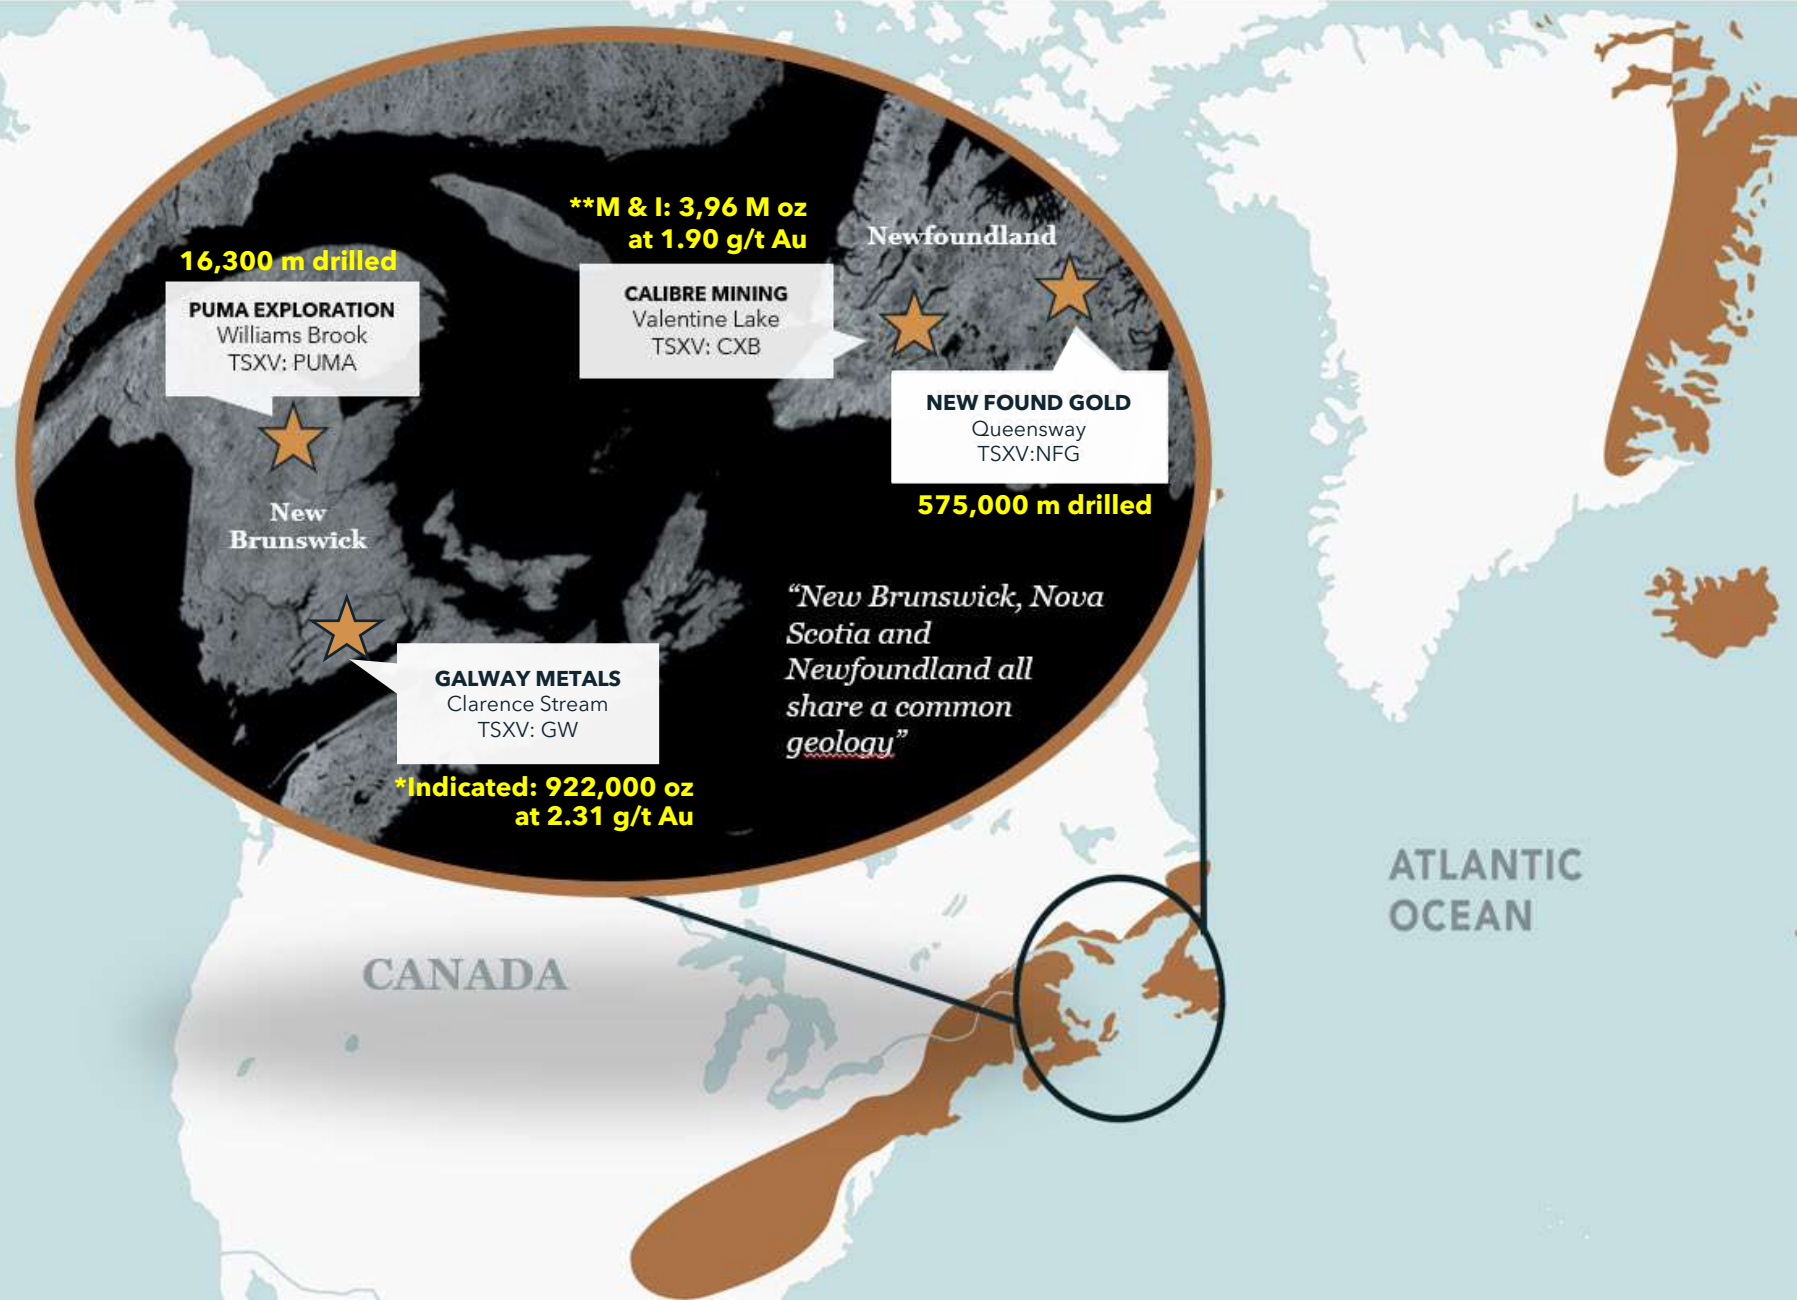 **M & I: 3,96 M oz
at 1.90 g/t Au
Newfoundland
16,300 m drilled
PUMA EXPLORATION
Williams Brook
TSXV: PUMA
CALIBRE MINING
Valentine Lake
TSXV: CXB
NEW FOUND GOLD
Queensway
TSXV:NFG
575,000 m drilled
New
Brunswick
“New Brunswick, Nova
Scotia and
Newfoundland all
share a common
geology”
GALWAY METALS
Clarence Stream
TSXV: GW
*Indicated: 922,000 oz
at 2.31 g/t Au
ATLANTIC
OCEAN
CANADA